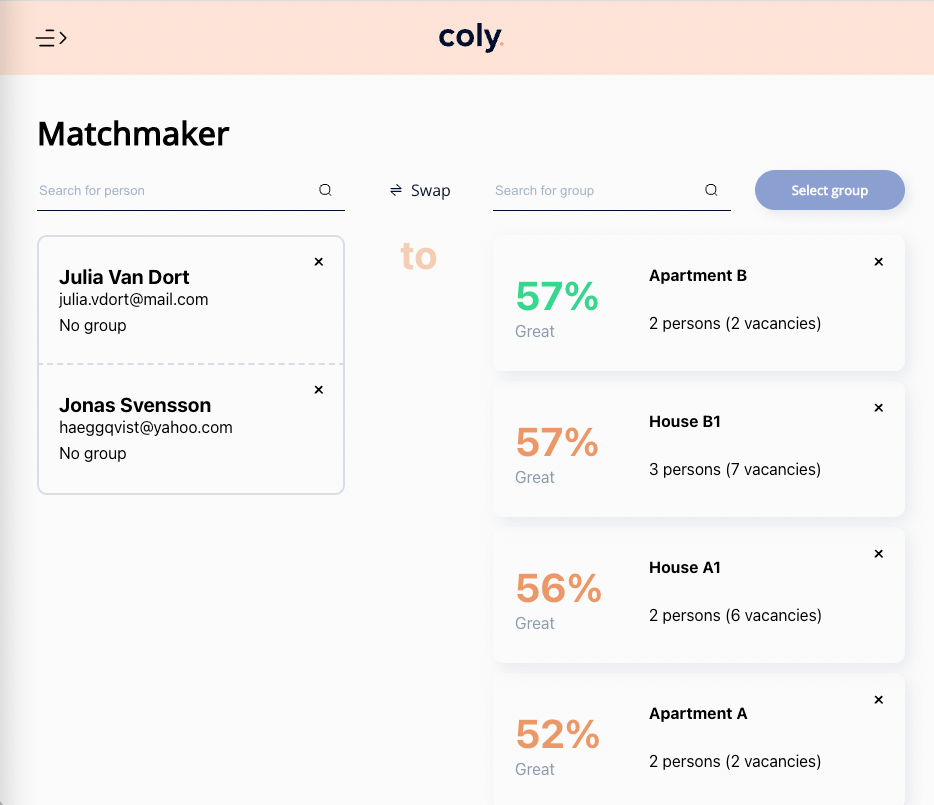 coly.
Matchmaker
Search for person
Swap
Search for group
Select group
Julia Van Dort
julia.vdort@mail.com
No group
Jonas Svensson
haeggqvist@yahoo.com
No group
to
57%
Great
Apartment B
2 persons (2 vacancies)
57%
Great
House B1
3 persons (7 vacancies)
56%
Great
House A1
2 persons (6 vacancies)
52%
Great
Apartment A
2 persons (2 vacancies)